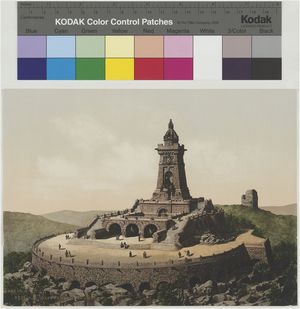 KODAK Color Control Patches
Kodak
Blue Cyan Green Yellow Red Magenta White 3/Color Black